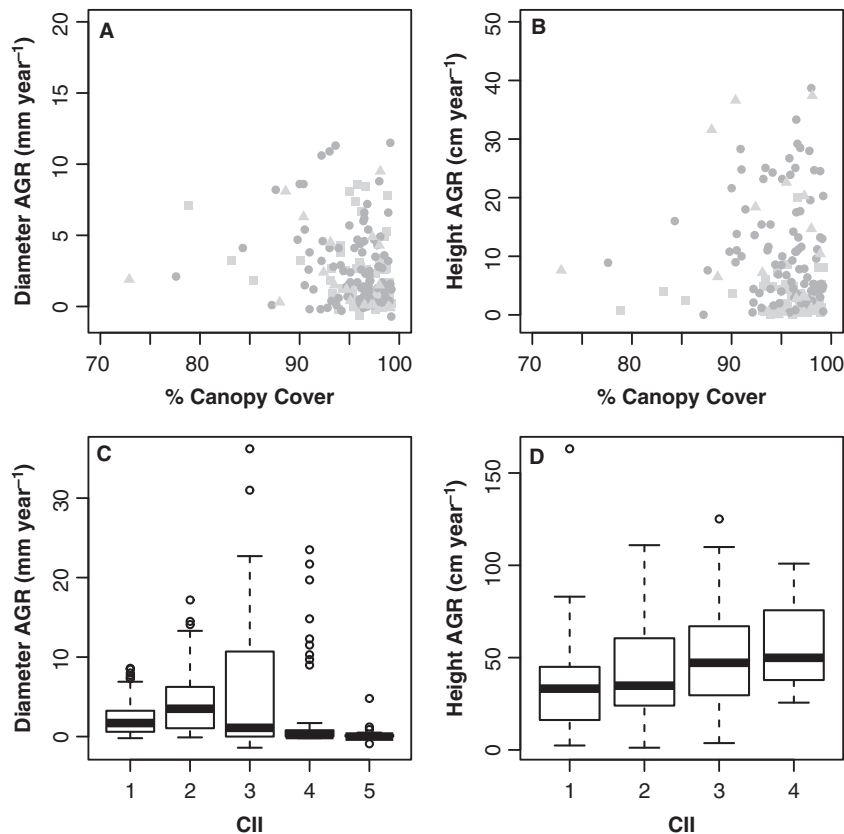 A
Diameter AGR (mm year⁻¹)
20
15
10
5
0
70 80 90 100
% Canopy Cover
B
Height AGR (cm year⁻¹)
50
40
30
20
10
0
70 80 90 100
% Canopy Cover
C
Diameter AGR (mm year⁻¹)
30
20
10
0
1 2 3 4 5
CII
D
Height AGR (cm year⁻¹)
150
100
50
0
1 2 3 4
CII